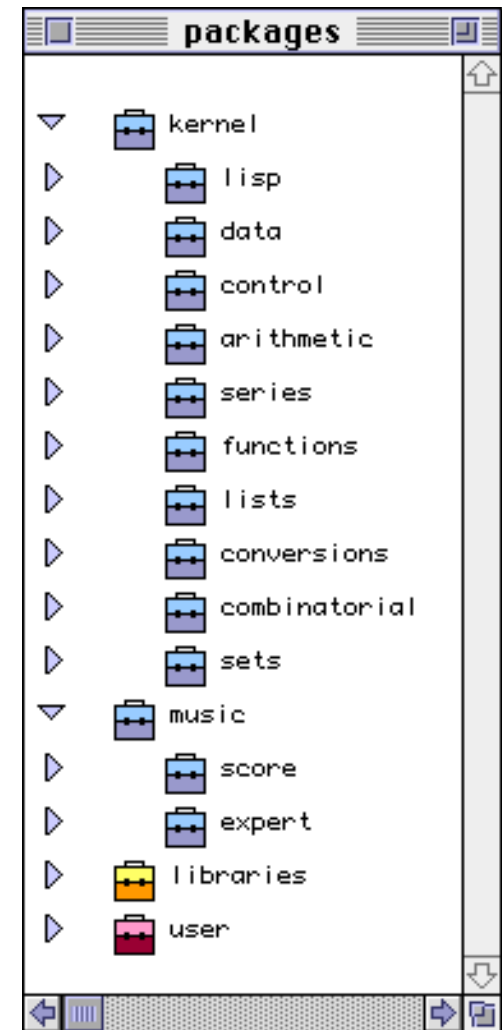 packages
kernel
lisp
data
control
arithmetic
series
functions
lists
conversions
combinatorial
sets
music
score
expert
libraries
user